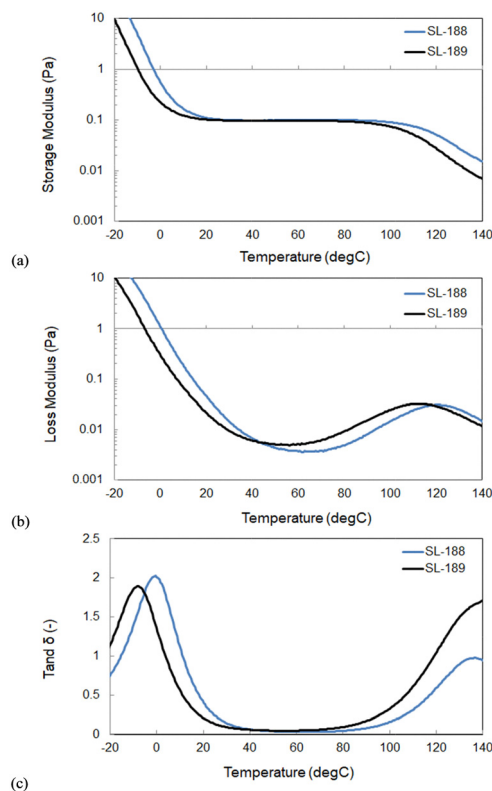 10
1
0.1
0.01
0.001
Storage Modulus (Pa)
SL-188
SL-189
-20 0 20 40 60 80 100 120 140
Temperature (degC)
(a)
10
1
0.1
0.01
0.001
Loss Modulus (Pa)
SL-188
SL-189
-20 0 20 40 60 80 100 120 140
Temperature (degC)
(b)
2.5
2
1.5
1
0.5
0
Tand δ (-)
SL-188
SL-189
-20 0 20 40 60 80 100 120 140
Temperature (degC)
(c)